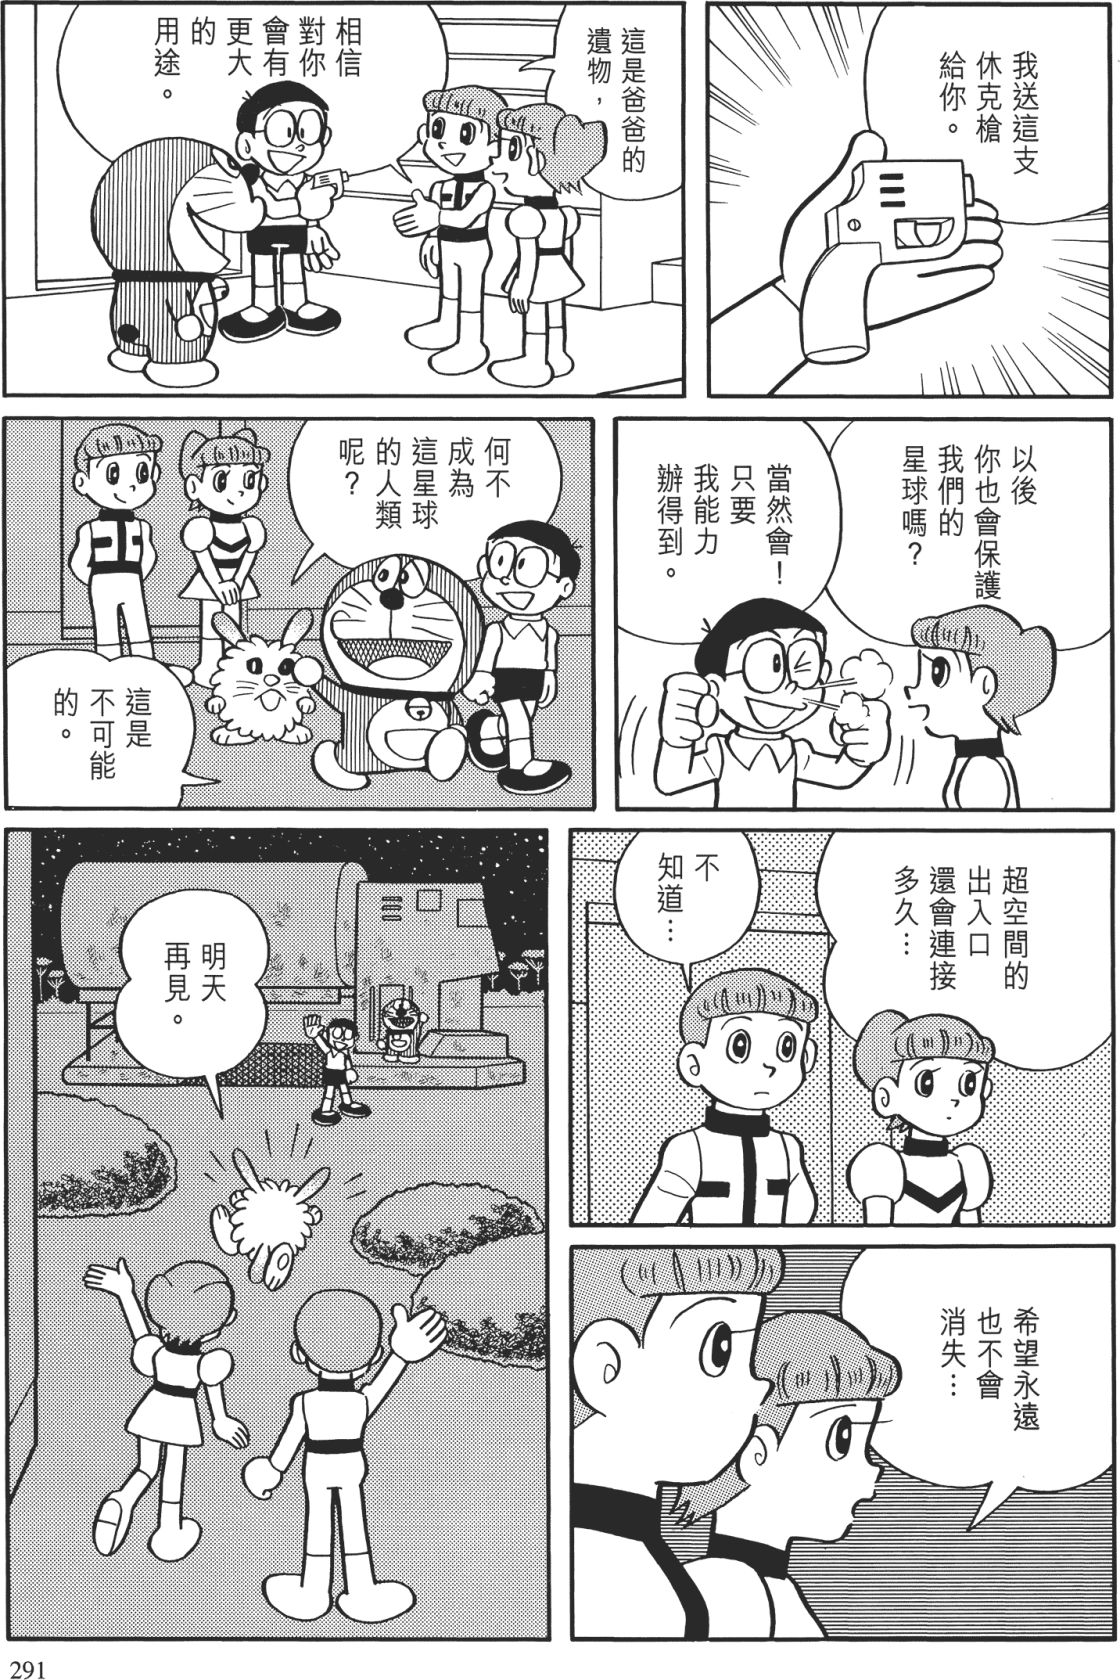 我送這支
休克槍
給你。
這是爸爸的
遺物，
相信
對你
會有
更大
的
用途。
以後
你也會保護
我們的
星球嗎？
當然會！
只要
我能力
辦得到。
何不
成為
這星球
的人類
呢？
這是
不可能
的。
超空間的
出入口
還會連接
多久…
不
知道…
希望永遠
也不會
消失…
明天
再見。
291